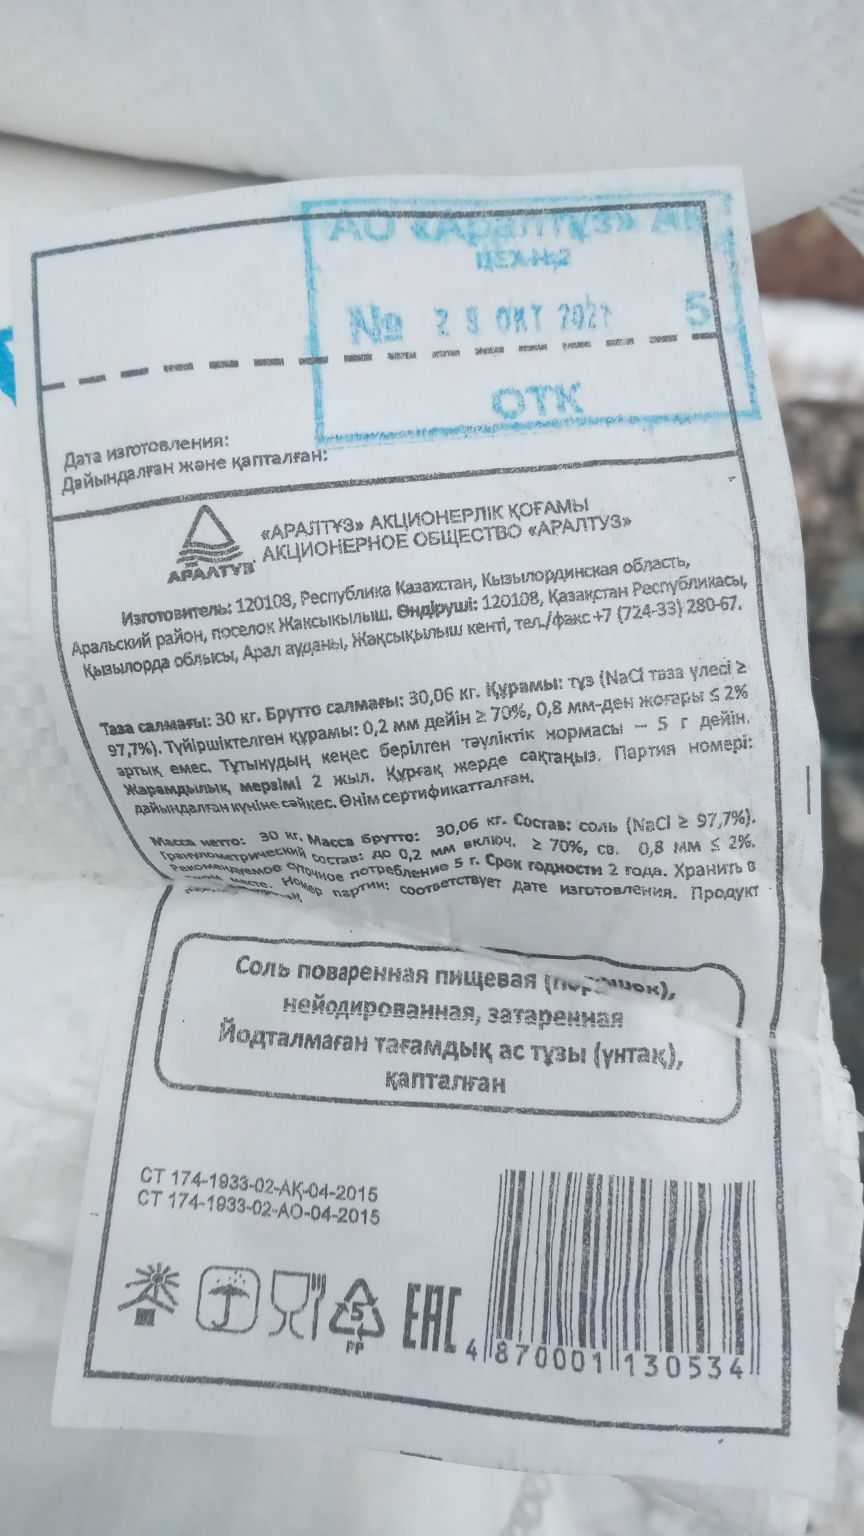 АО «Аралтұз» АҚ
ЦЕХ №2
№ 28 ОКТ 2021 5
ОТК
Дата изготовления:
Дайындалған және қапталған:
«АРАЛТҰЗ» АКЦИОНЕРЛІК ҚОҒАМЫ
АКЦИОНЕРНОЕ ОБЩЕСТВО «АРАЛТУЗ»
АРАЛТҰЗ
Изготовитель: 120108, Республика Казахстан, Кызылординская область,
Аральский район, поселок Жаксыкылыш. Өндіруші: 120108, Қазақстан Республикасы,
Қызылорда облысы, Арал ауданы, Жақсықылыш кенті, тел./факс +7 (724-33) 280-67.
Таза салмағы: 30 кг. Брутто салмағы: 30,06 кг. Құрамы: тұз (NaCl таза үлесі ≥
97,7%). Түйіршіктелген құрамы: 0,2 мм дейін ≥ 70%, 0,8 мм-ден жоғары ≤ 2%
артық емес. Тұтынудың кеңес берілген тәуліктік нормасы – 5 г дейін.
Жарамдылық мерзімі 2 жыл. Құрғақ жерде сақтаңыз. Партия номері:
дайындалған күніне сәйкес. Өнім сертификатталған.
Масса нетто: 30 кг. Масса брутто: 30,06 кг. Состав: соль (NaCl ≥ 97,7%).
Гранулометрический состав: до 0,2 мм включ. ≥ 70%, св. 0,8 мм ≤ 2%.
Рекомендуемое суточное потребление 5 г. Срок годности 2 года. Хранить в
месте. Номер партии: соответствует дате изготовления. Продукт
Соль поваренная пищевая (порошок),
нейодированная, затаренная
Йодталмаған тағамдық ас тұзы (ұнтақ),
қапталған
СТ 174-1933-02-АҚ-04-2015
СТ 174-1933-02-АО-04-2015
5
PP
EAC
4 870001 130534